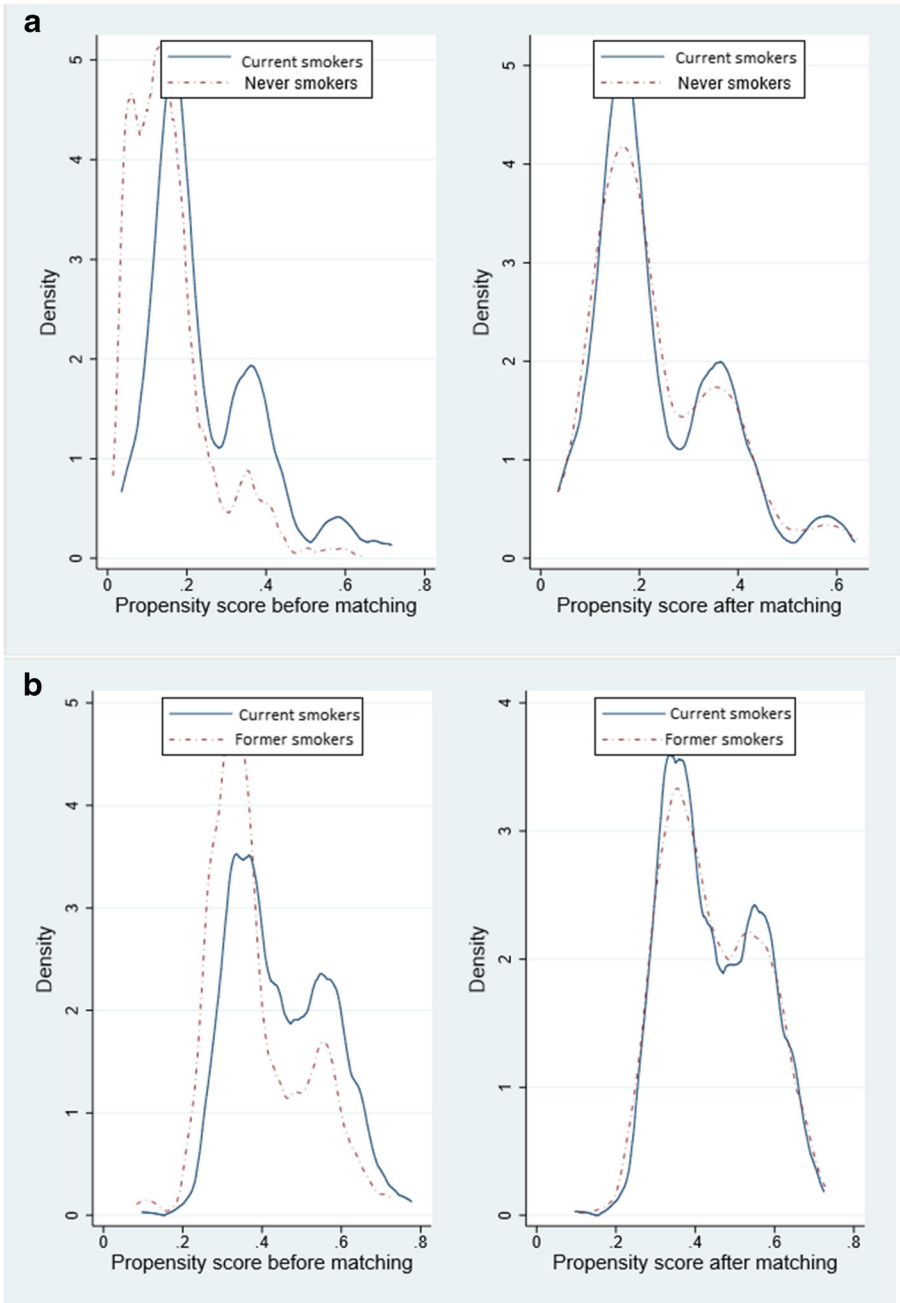 a
Current smokers
Never smokers
5
4
3
2
1
0
Density
0 .2 .4 .6 .8
Propensity score before matching
Current smokers
Never smokers
5
4
3
2
1
0
Density
0 .2 .4 .6
Propensity score after matching
b
Current smokers
Former smokers
5
4
3
2
1
0
Density
0 .2 .4 .6 .8
Propensity score before matching
Current smokers
Former smokers
4
3
2
1
0
Density
0 .2 .4 .6 .8
Propensity score after matching